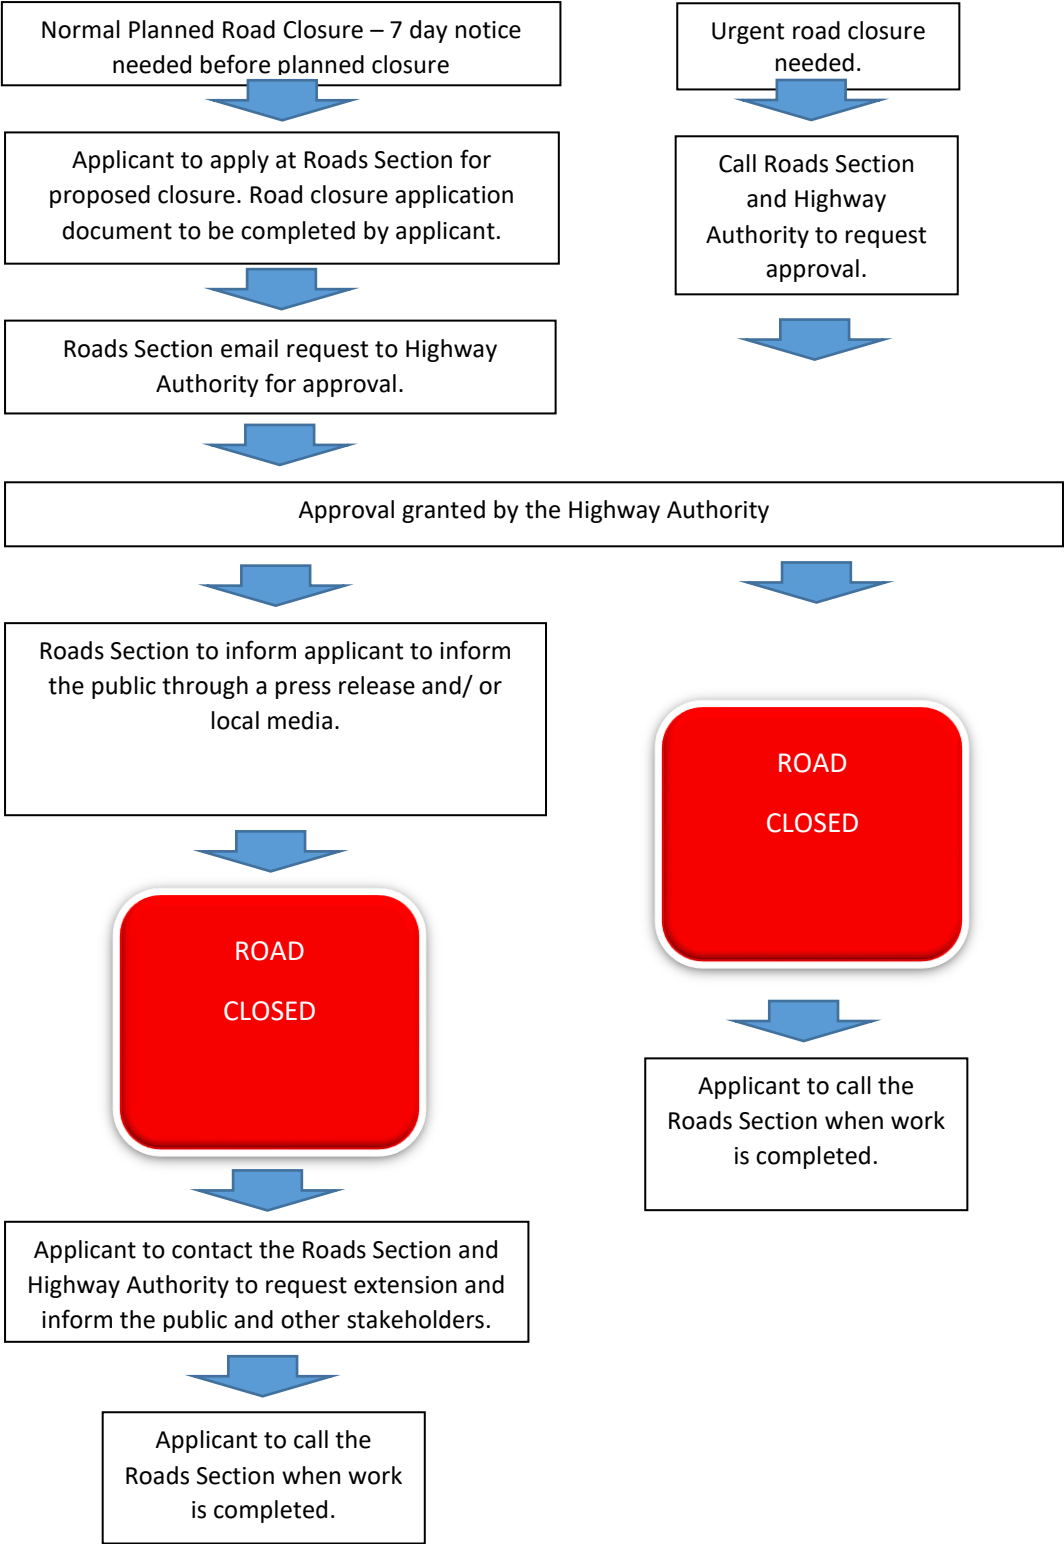 Normal Planned Road Closure – 7 day notice
needed before planned closure
Urgent road closure
needed.
Applicant to apply at Roads Section for
proposed closure. Road closure application
document to be completed by applicant.
Call Roads Section
and Highway
Authority to request
approval.
Roads Section email request to Highway
Authority for approval.
Approval granted by the Highway Authority
Roads Section to inform applicant to inform
the public through a press release and/ or
local media.
ROAD
CLOSED
ROAD
CLOSED
Applicant to call the
Roads Section when work
is completed.
Applicant to contact the Roads Section and
Highway Authority to request extension and
inform the public and other stakeholders.
Applicant to call the
Roads Section when work
is completed.